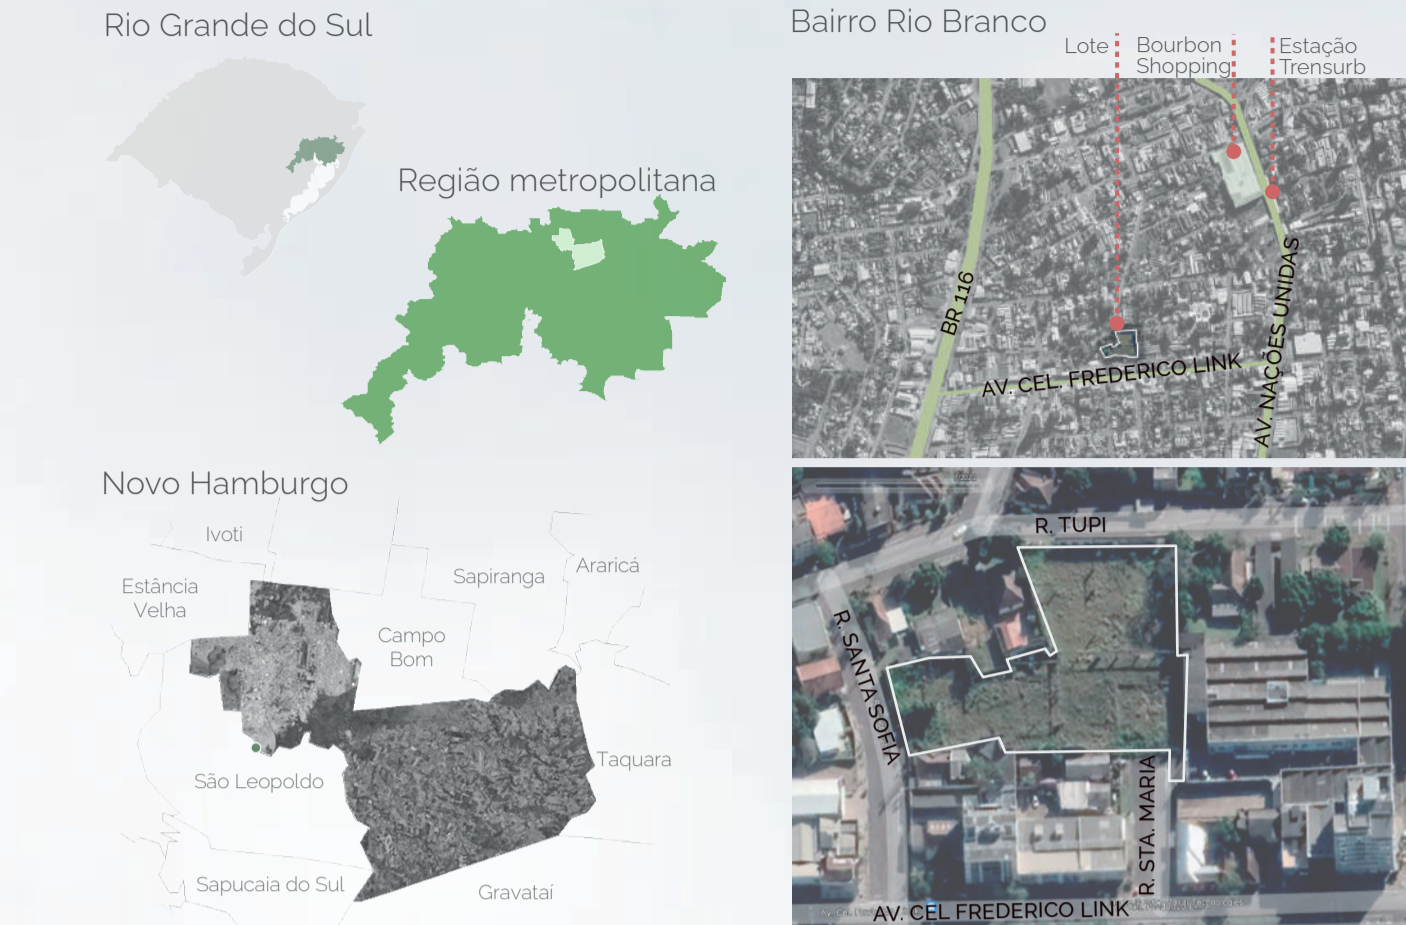 Rio Grande do Sul
Região metropolitana
Novo Hamburgo
Ivoti
Estância
Velha
Campo
Bom
Sapiranga
Araricá
São Leopoldo
Taquara
Sapucaia do Sul
Gravataí
Bairro Rio Branco
Lote
Bourbon
Shopping
Estação
Trensurb
BR 116
AV. CEL. FREDERICO LINK
AV. NAÇÕES UNIDAS
R. TUPI
R. SANTA SOFIA
R. STA. MARIA
AV. CEL FREDERICO LINK